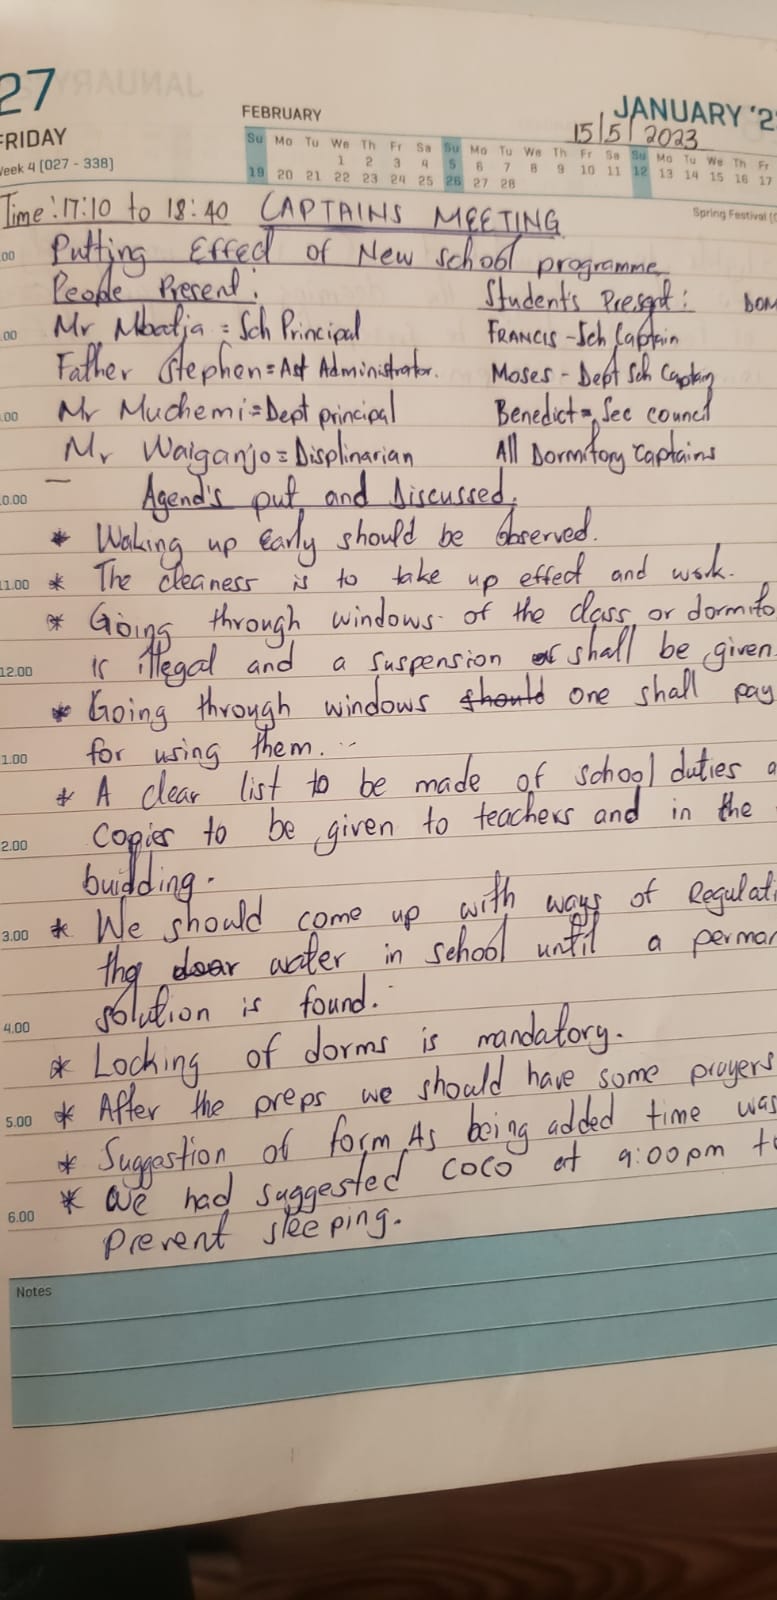 27
FRIDAY
Week 4 (027 - 338)
FEBRUARY
JANUARY '2
15/5/2023
Su Mo Tu We Th Fr Sa Su Mo Tu We Th Fr Sa Su Mo Tu We Th Fr
1 2 3 4 5 6 7 8 9 10 11 12 13 14 15 16 17
19 20 21 22 23 24 25 26 27 28
Spring Festival (
Time: 17:10 to 18:40 CAPTAINS MEETING
Putting Effect of New school programme
People Present:
Students Present: DOM
Mr Mbatia = Sch Principal
FRANCIS - Sch Captain
Father Stephen = Ast Administrator.
Moses - Dept Sch Captain
Mr Muchemi = Dept principal
Benedict = Sec council
Mr Waiganjo = Displinarian
All Dormitory Captains
Agend's put and Discussed.
* Waking up Early should be Observed.
* The cleaness is to take up effect and work.
* Going through windows of the class or dormito
is illegal and a suspension shall be given
* Going through windows should one shall pay
for using them.
* A clear list to be made of school duties a
copies to be given to teachers and in the
buidding.
* We should come up with ways of Regulati
the water in school until a perman
solution is found.
* Locking of dorms is mandatory.
* After the preps we should have some prayers
* Suggestion of form 4s being added time was
* We had suggested coco at 9:00pm to
Prevent sleeping.
.00
.00
.00
10.00
11.00
12.00
1.00
2.00
3.00
4.00
5.00
6.00
Notes